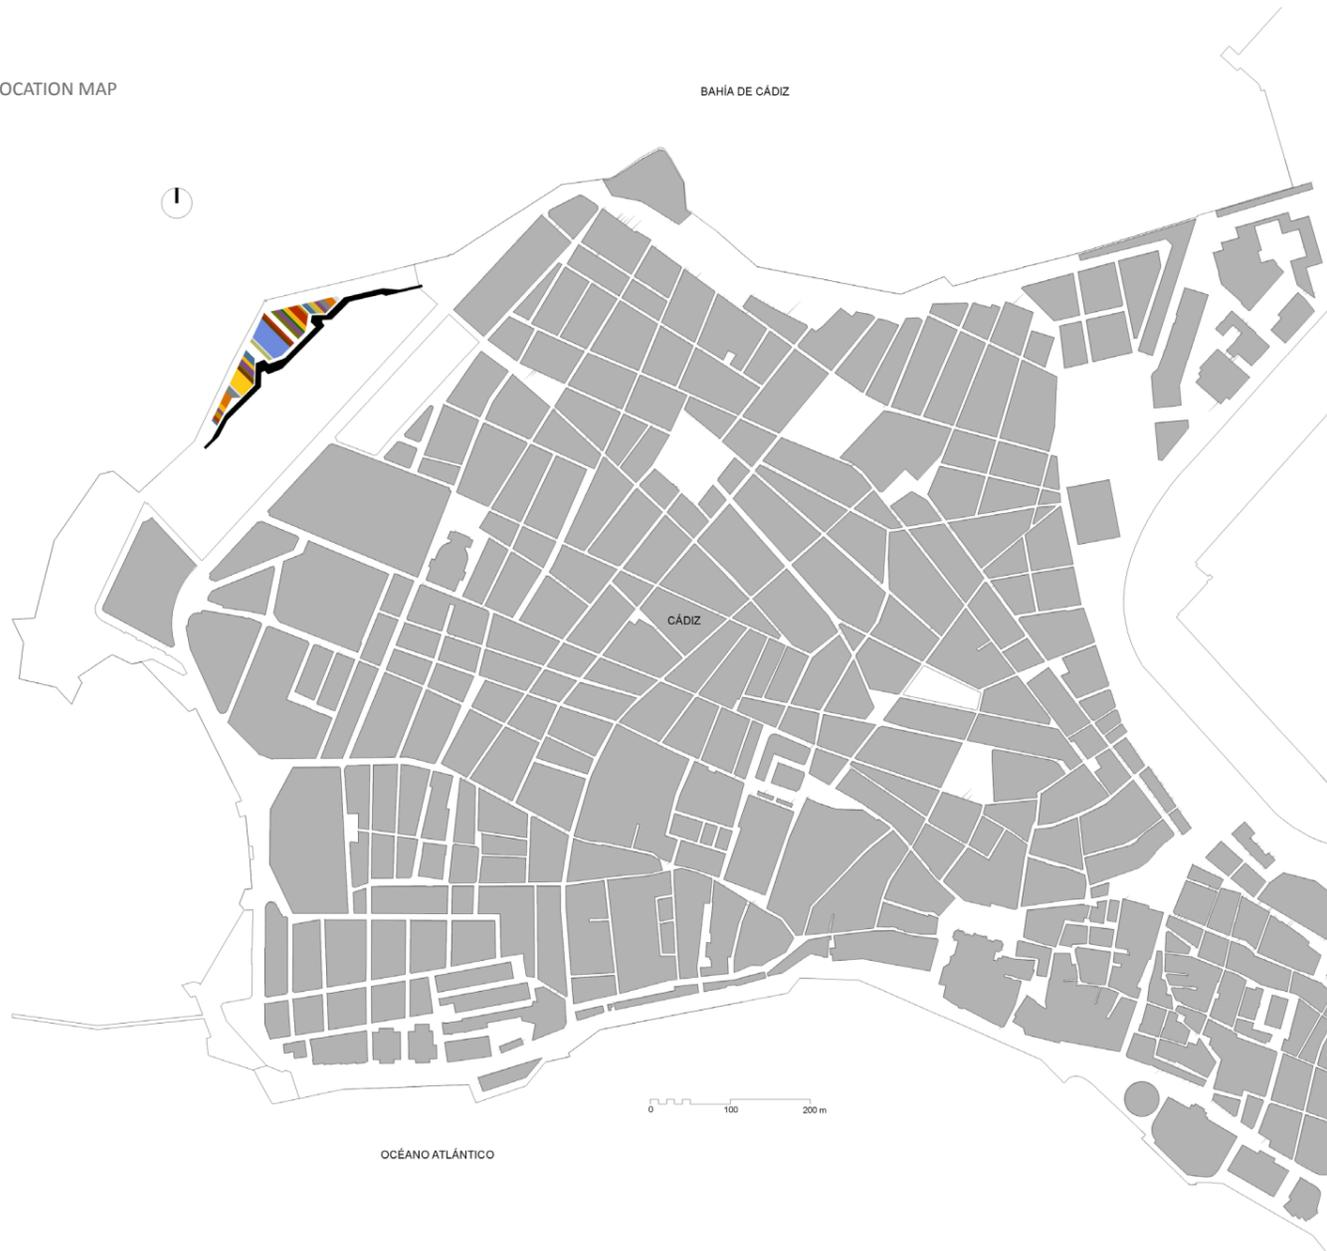 OCATION MAP
BAHÍA DE CÁDIZ
CÁDIZ
0 100 200 m
OCÉANO ATLÁNTICO